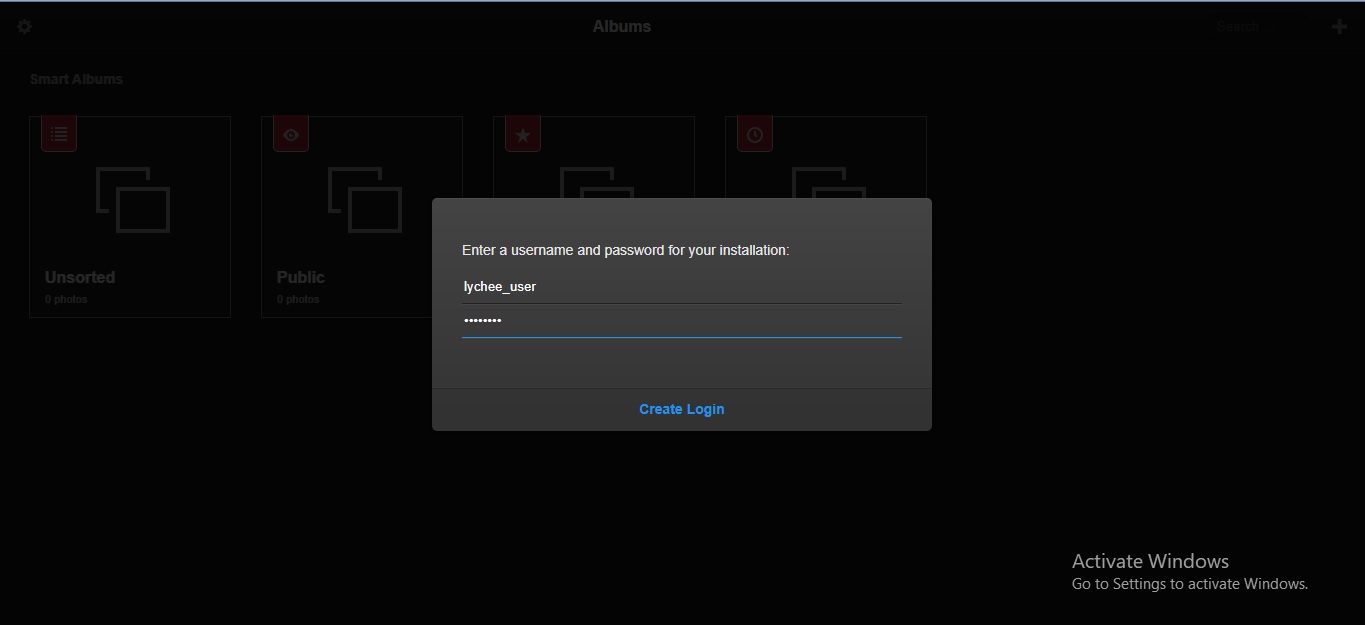 Albums
Search
Smart Albums
Unsorted
0 photos
Public
0 photos
Enter a username and password for your installation:
lychee_user
••••••••
Create Login
Activate Windows
Go to Settings to activate Windows.